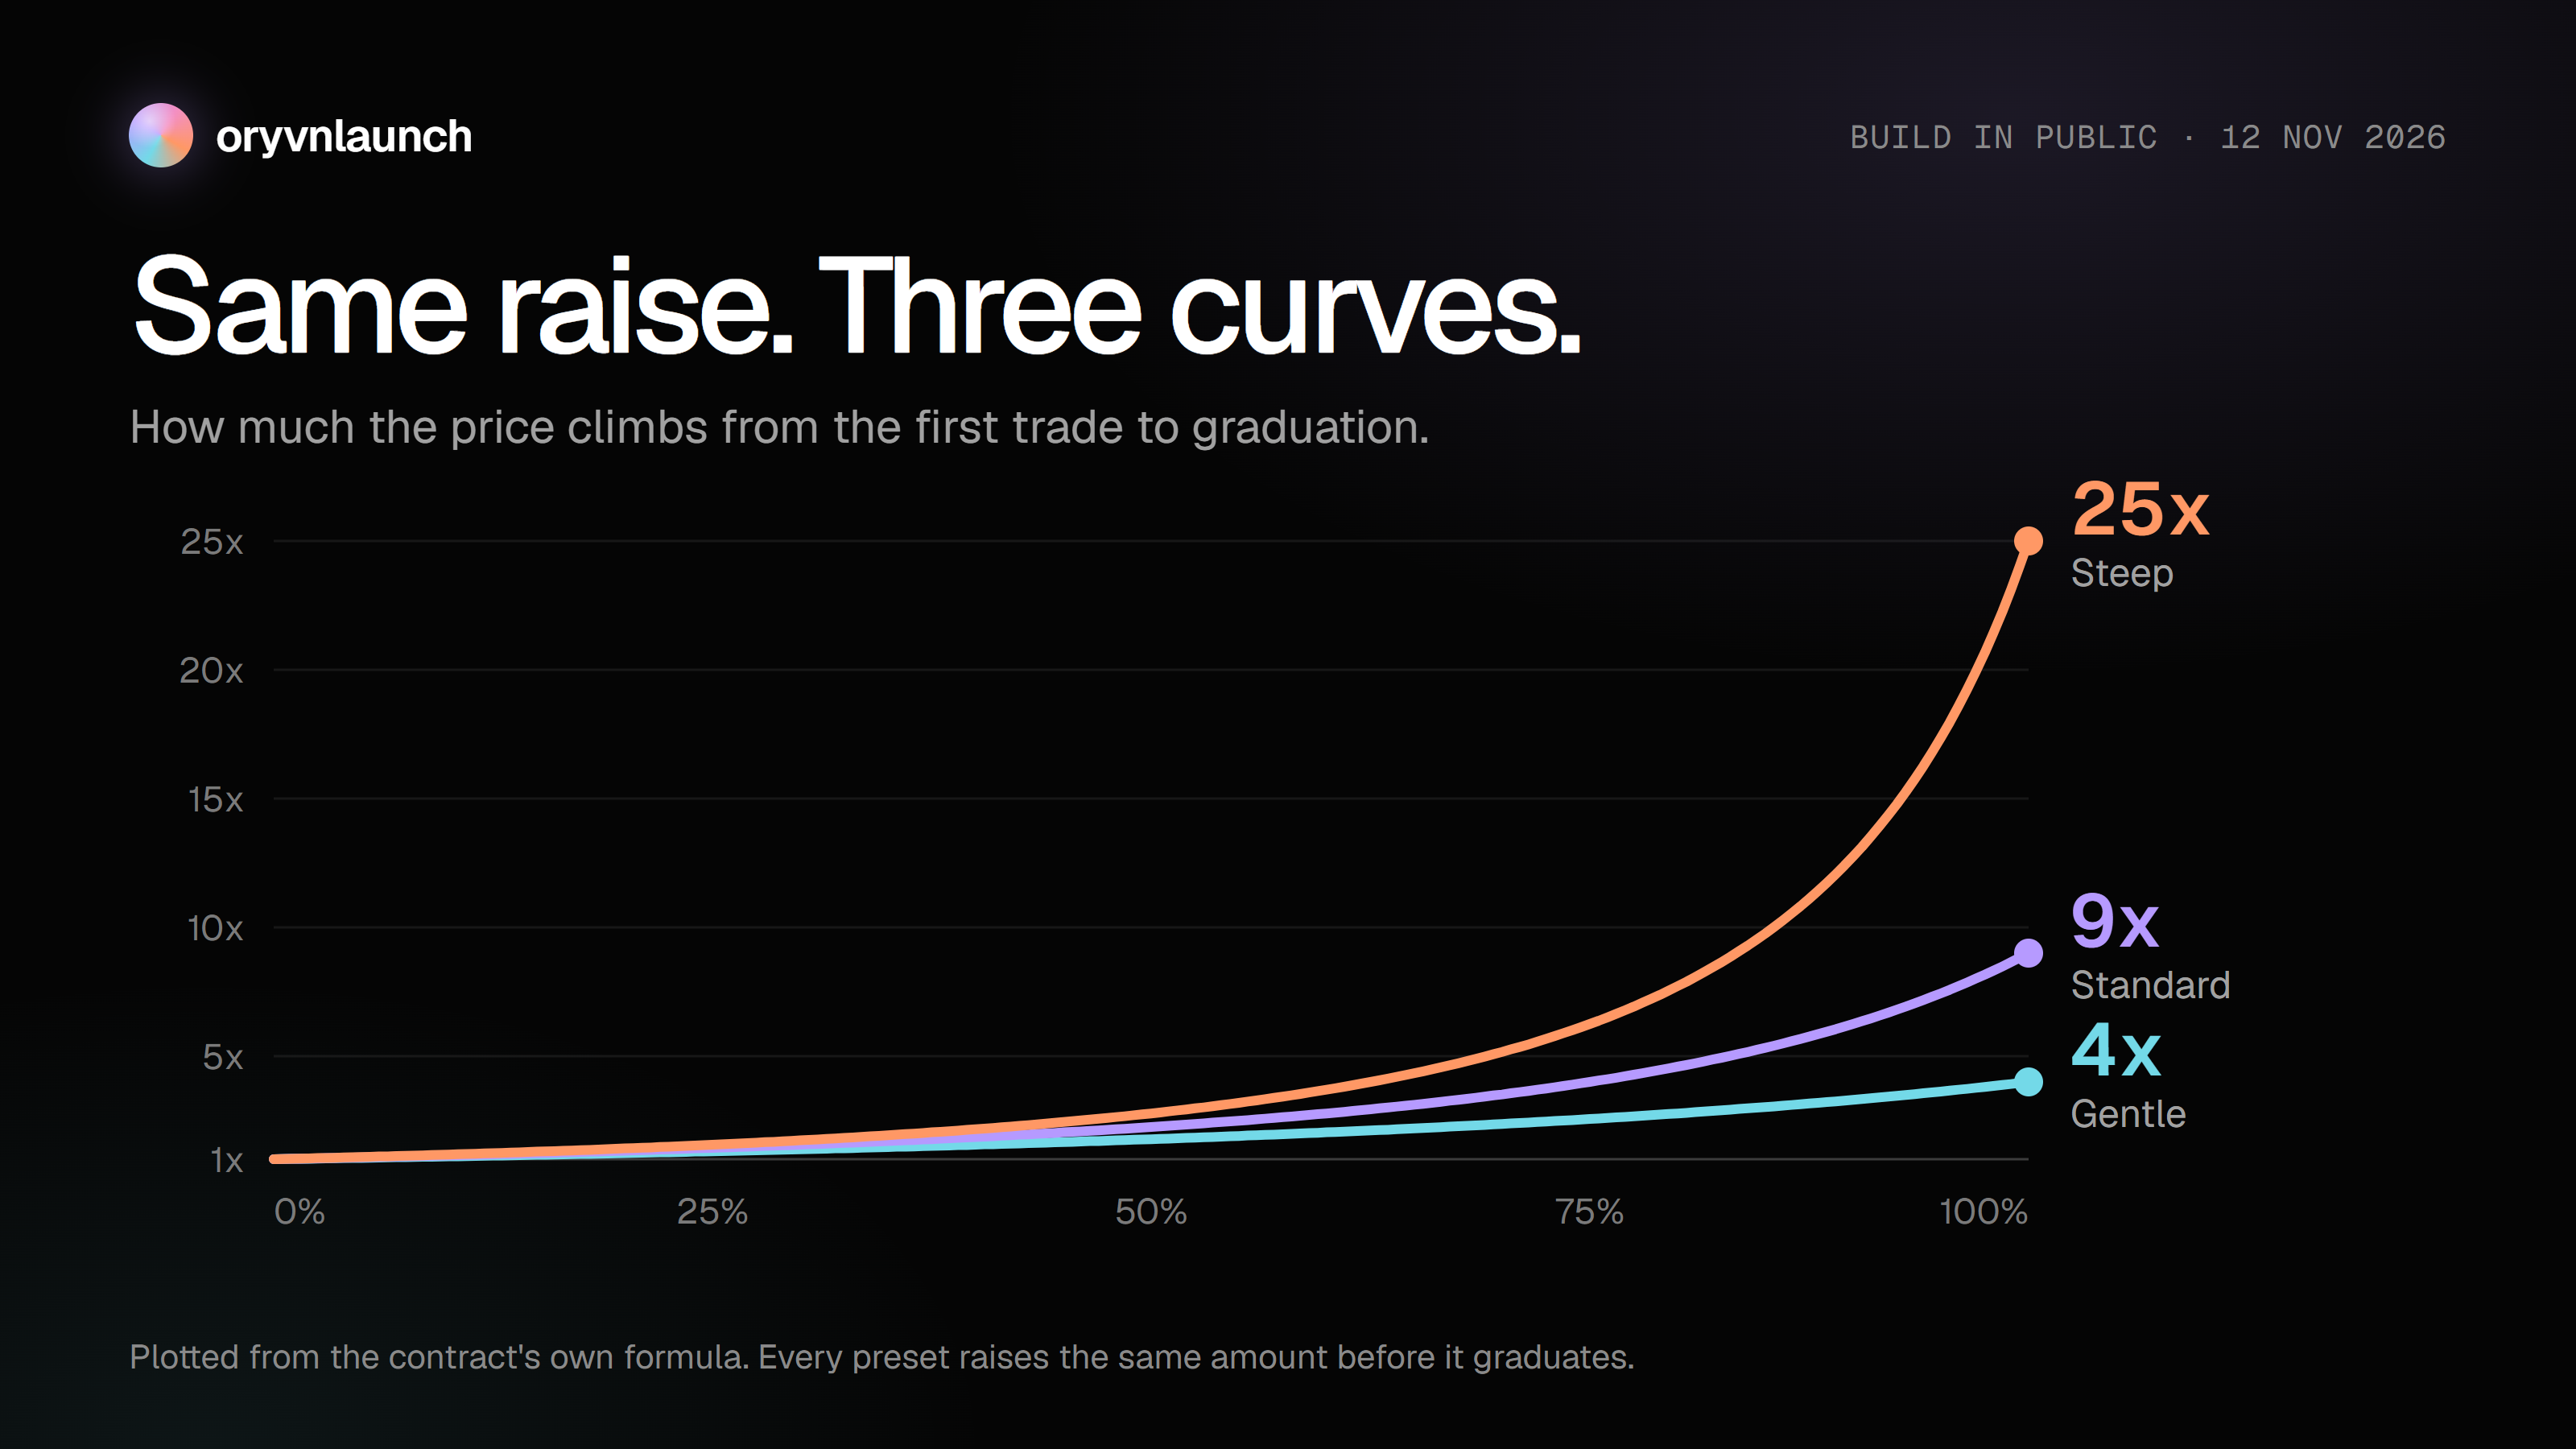 oryvnlaunch
BUILD IN PUBLIC · 12 NOV 2026
Same raise. Three curves.
How much the price climbs from the first trade to graduation.
25x
Steep
25x
20x
15x
10x
5x
1x
9x
Standard
4x
Gentle
0% 25% 50% 75% 100%
Plotted from the contract's own formula. Every preset raises the same amount before it graduates.